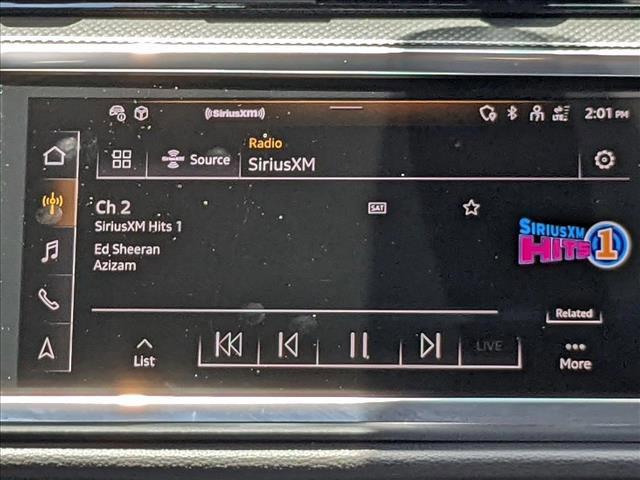 ((SiriusXM))
2:01 PM
Radio
SiriusXM
Source
SiriusXM
Ch 2
SAT
SiriusXM Hits 1
Ed Sheeran
Azizam
SiriusXM
HITS 1
Related
List
LIVE
More